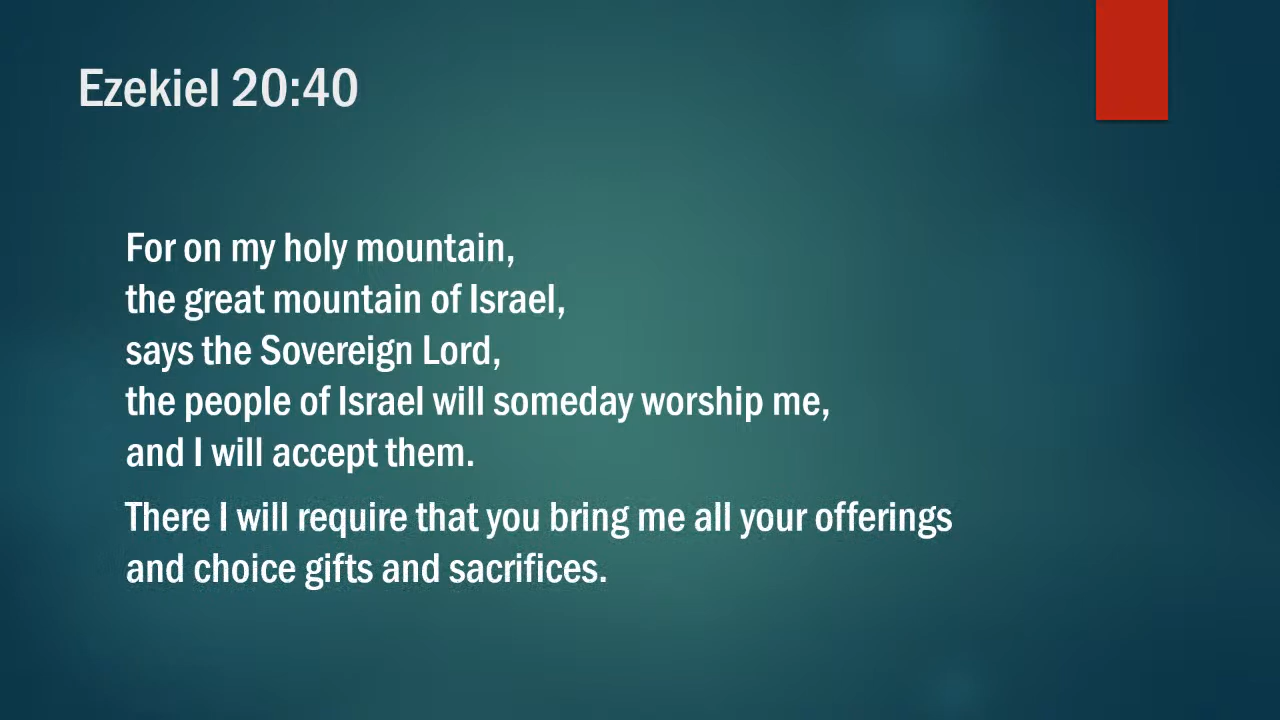 Ezekiel 20:40
For on my holy mountain,
the great mountain of Israel,
says the Sovereign Lord,
the people of Israel will someday worship me,
and I will accept them.
There I will require that you bring me all your offerings
and choice gifts and sacrifices.